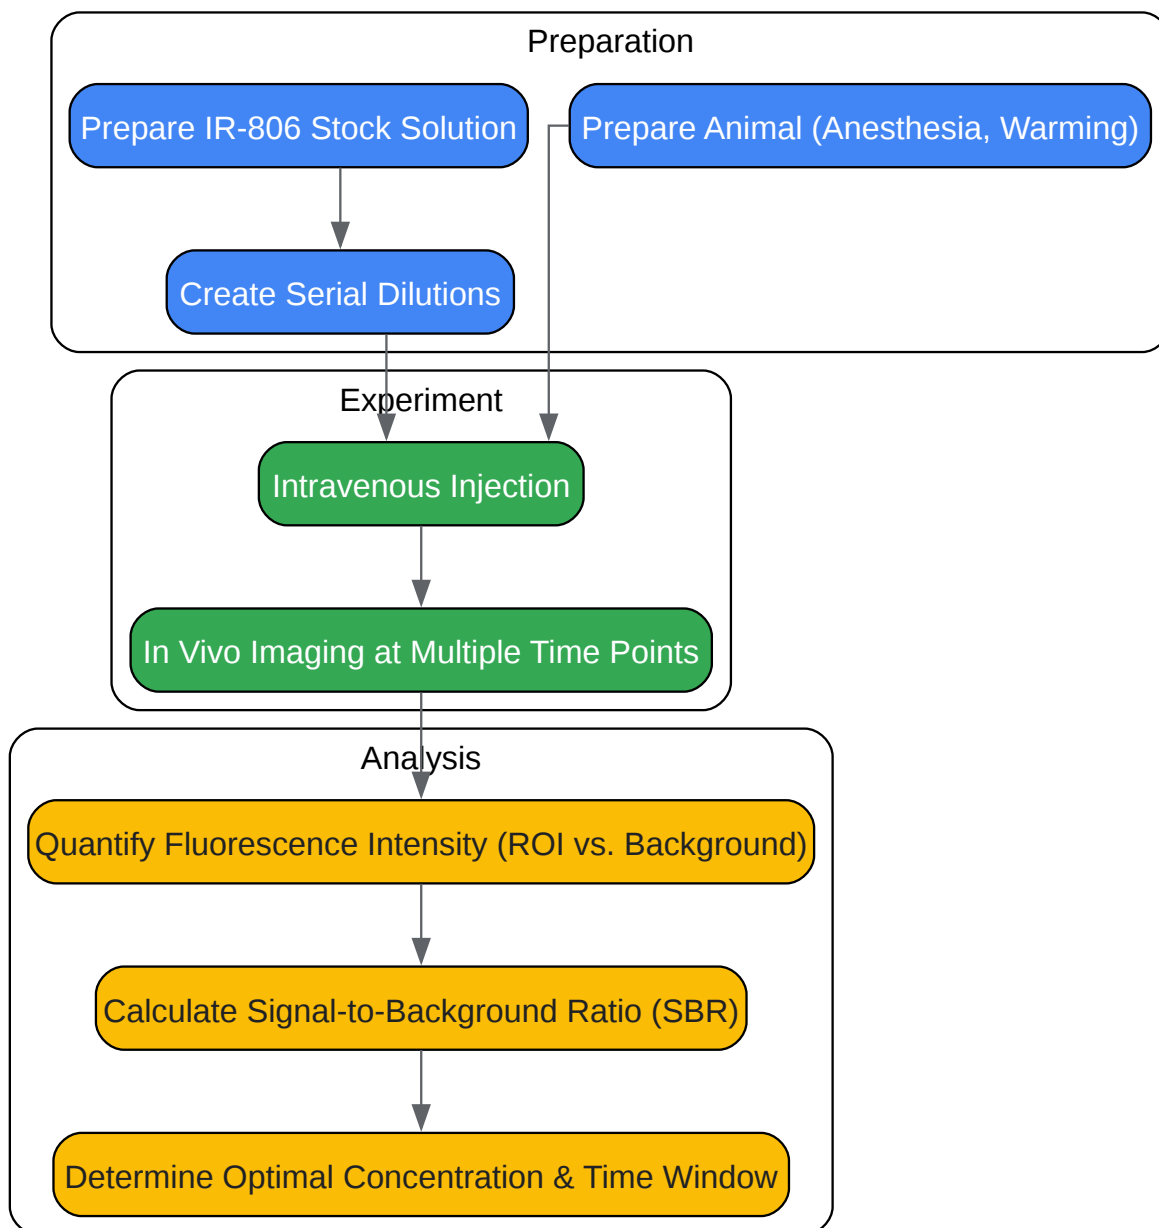 Preparation
Prepare IR-806 Stock Solution
Prepare Animal (Anesthesia, Warming)
Create Serial Dilutions
Experiment
Intravenous Injection
In Vivo Imaging at Multiple Time Points
Analysis
Quantify Fluorescence Intensity (ROI vs. Background)
Calculate Signal-to-Background Ratio (SBR)
Determine Optimal Concentration & Time Window